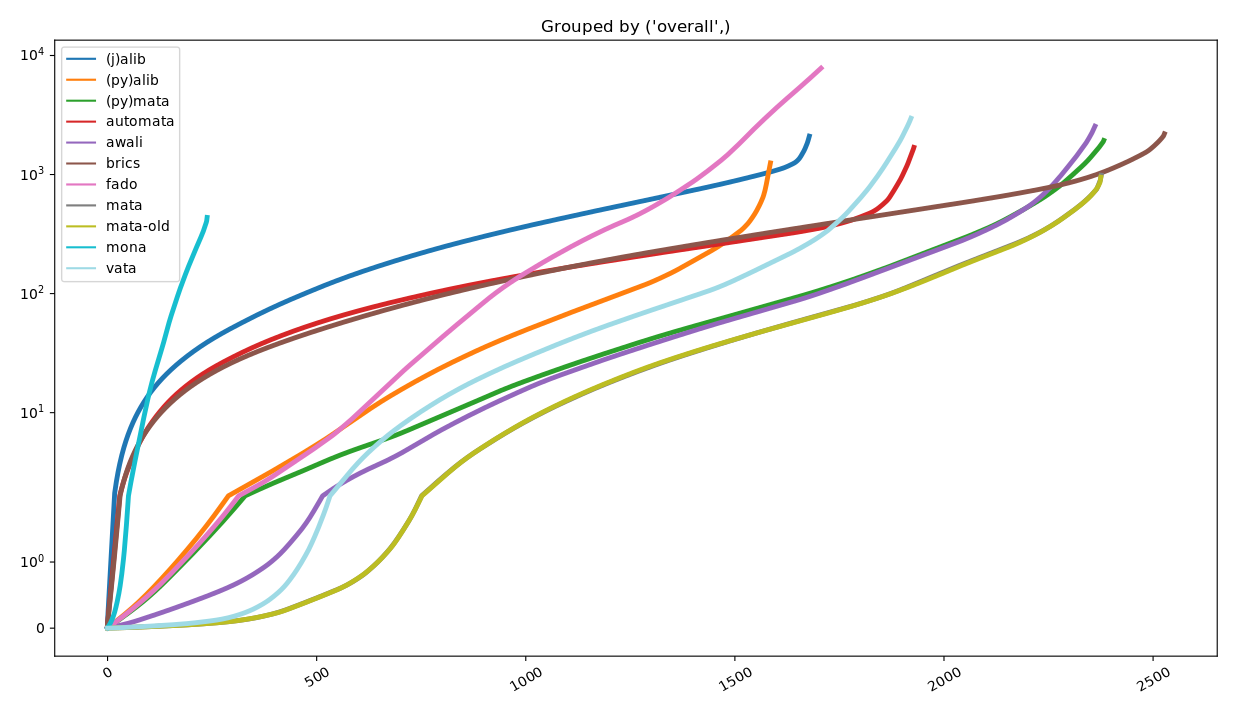 Grouped by ('overall',)
10^4
10^3
10^2
10^1
10^0
0
(j)alib
(py)alib
(py)mata
automata
awali
brics
fado
mata
mata-old
mona
vata
0
500
1000
1500
2000
2500